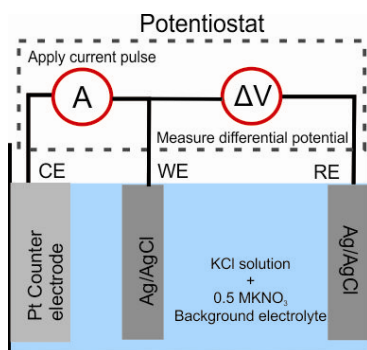 Potentiostat
Apply current pulse
A
ΔV
Measure differential potential
CE
WE
RE
Pt Counter
electrode
Ag/AgCl
KCl solution
+
0.5 MKNO₃
Background electrolyte
Ag/AgCl